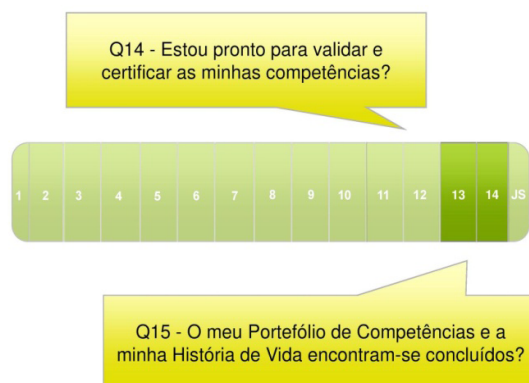 Q14 - Estou pronto para validar e
certificar as minhas competências?
1 2 3 4 5 6 7 8 9 10 11 12 13 14 JS
Q15 - O meu Portefólio de Competências e a
minha História de Vida encontram-se concluídos?